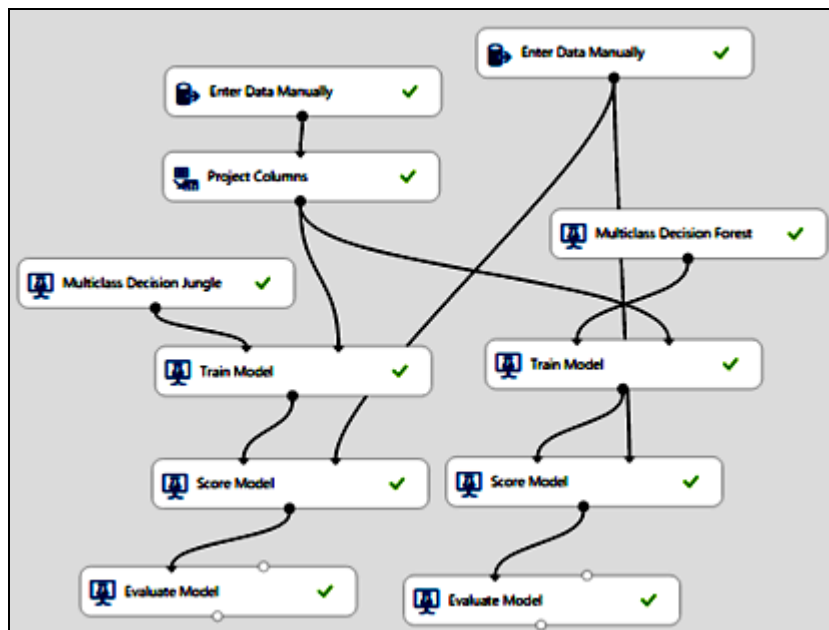 Enter Data Manually
Enter Data Manually
Project Columns
Multiclass Decision Forest
Multiclass Decision Jungle
Train Model
Train Model
Score Model
Score Model
Evaluate Model
Evaluate Model